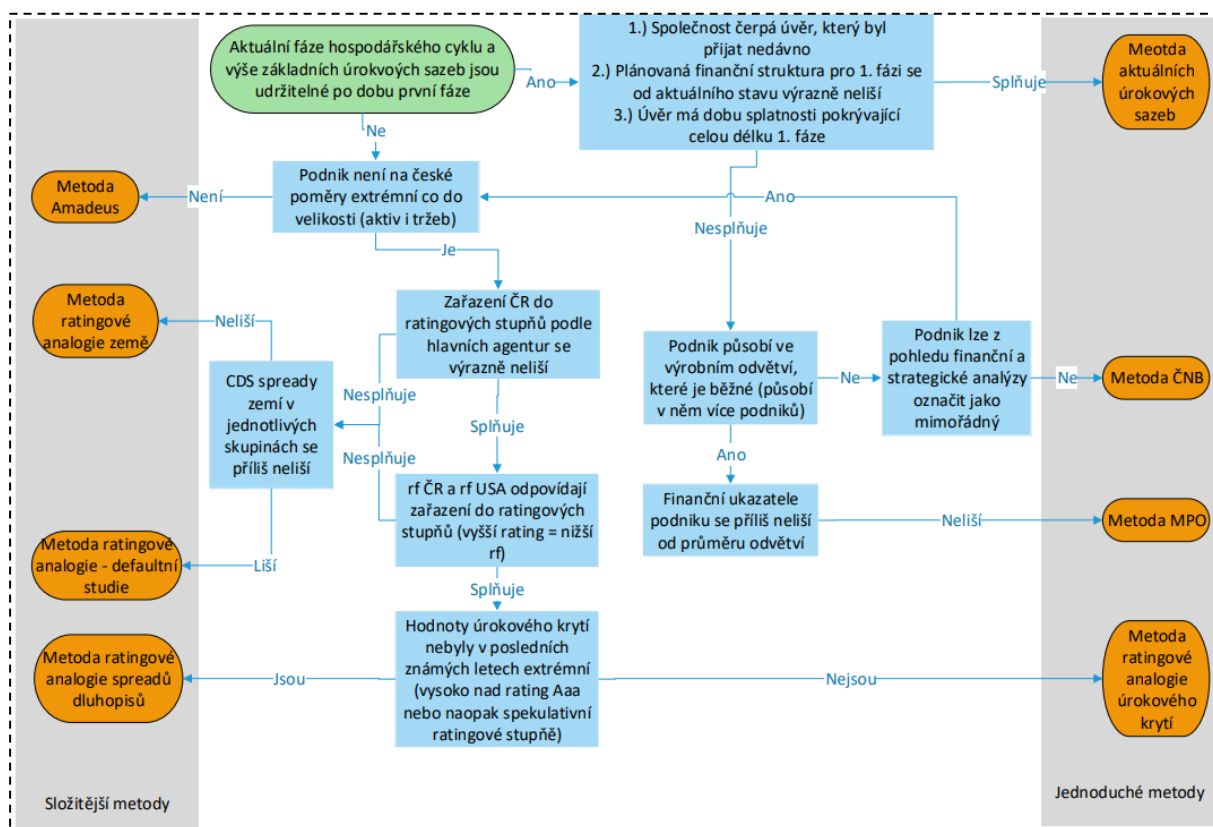 Aktuální fáze hospodářského cyklu a
výše základních úrokvoých sazeb jsou
udržitelné po dobu první fáze
Ano
1.) Společnost čerpá úvěr, který byl
přijat nedávno
2.) Plánovaná finanční struktura pro 1. fázi se
od aktuálního stavu výrazně neliší
3.) Úvěr má dobu splatnosti pokrývající
celou délku 1. fáze
Splňuje
Meotda
aktuálních
úrokových
sazeb
Ne
Metoda
Amadeus
Není
Podnik není na české
poměry extrémní co do
velikosti (aktiv i tržeb)
Ano
Nesplňuje
Je
Metoda
ratingové
analogie země
Neliší
Zařazení ČR do
ratingových stupňů podle
hlavních agentur se
výrazně neliší
Podnik působí ve
výrobním odvětví,
které je běžné (působí
v něm více podniků)
Ne
Podnik lze z
pohledu finanční a
strategické analýzy
označit jako
mimořádný
Ne
Metoda ČNB
CDS spready
zemí v
jednotlivých
skupinách se
příliš neliší
Nesplňuje
Splňuje
Nesplňuje
Ano
rf ČR a rf USA odpovídají
zařazení do ratingových
stupňů (vyšší rating = nižší
rf)
Finanční ukazatele
podniku se příliš neliší
od průměru odvětví
Neliší
Metoda MPO
Metoda ratingové
analogie - defaultní
studie
Liší
Splňuje
Metoda ratingové
analogie spreadů
dluhopisů
Jsou
Hodnoty úrokového krytí
nebyly v posledních
známých letech extrémní
(vysoko nad rating Aaa
nebo naopak spekulativní
ratingové stupně)
Nejsou
Metoda
ratingové
analogie
úrokového
krytí
Složitější metody
Jednoduché metody